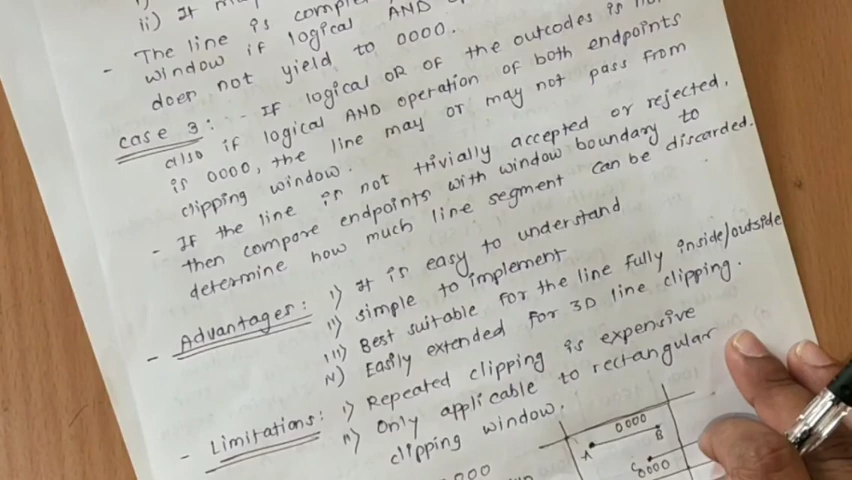 ii) It may
- The line is comple
window if logical AND
does not yield to 0000.
case 3 : - If logical OR of the outcodes is no
also if logical AND operation of both endpoints
is 0000, the line may or may not pass from
clipping window.
- If the line is not trivially accepted or rejected,
then compare endpoints with window boundary to
determine how much line segment can be discarded.
- Advantages : i) It is easy to understand
ii) simple to implement
iii) Best suitable for the line fully inside/outside
iv) Easily extended for 3D line clipping.
- Limitations : i) Repeated clipping is expensive
ii) Only applicable to rectangular
clipping window.
0000
A
B
C
0000
0000